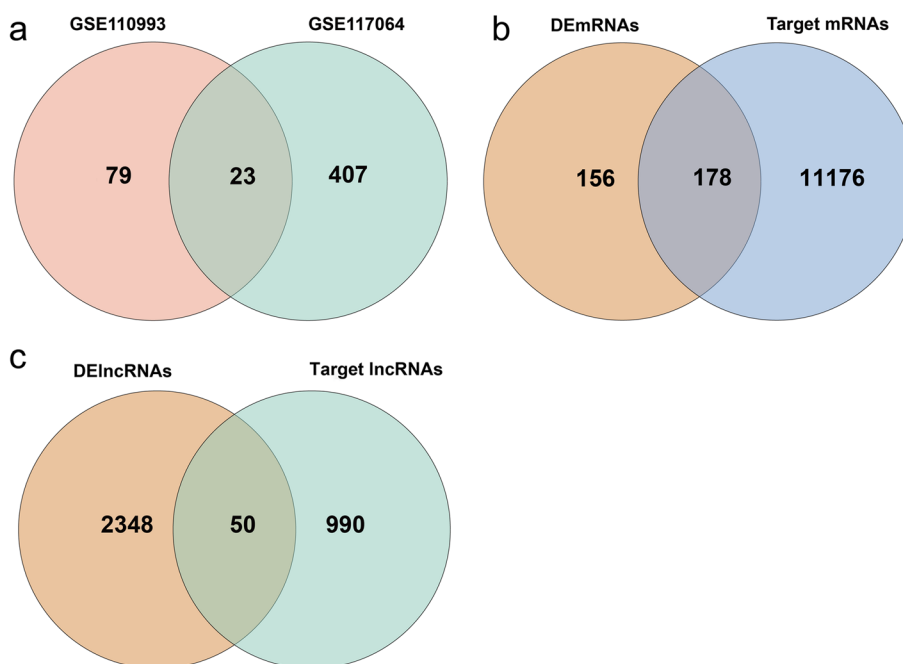 a
GSE110993
GSE117064
79
23
407
b
DEmRNAs
Target mRNAs
156
178
11176
c
DElncRNAs
Target lncRNAs
2348
50
990